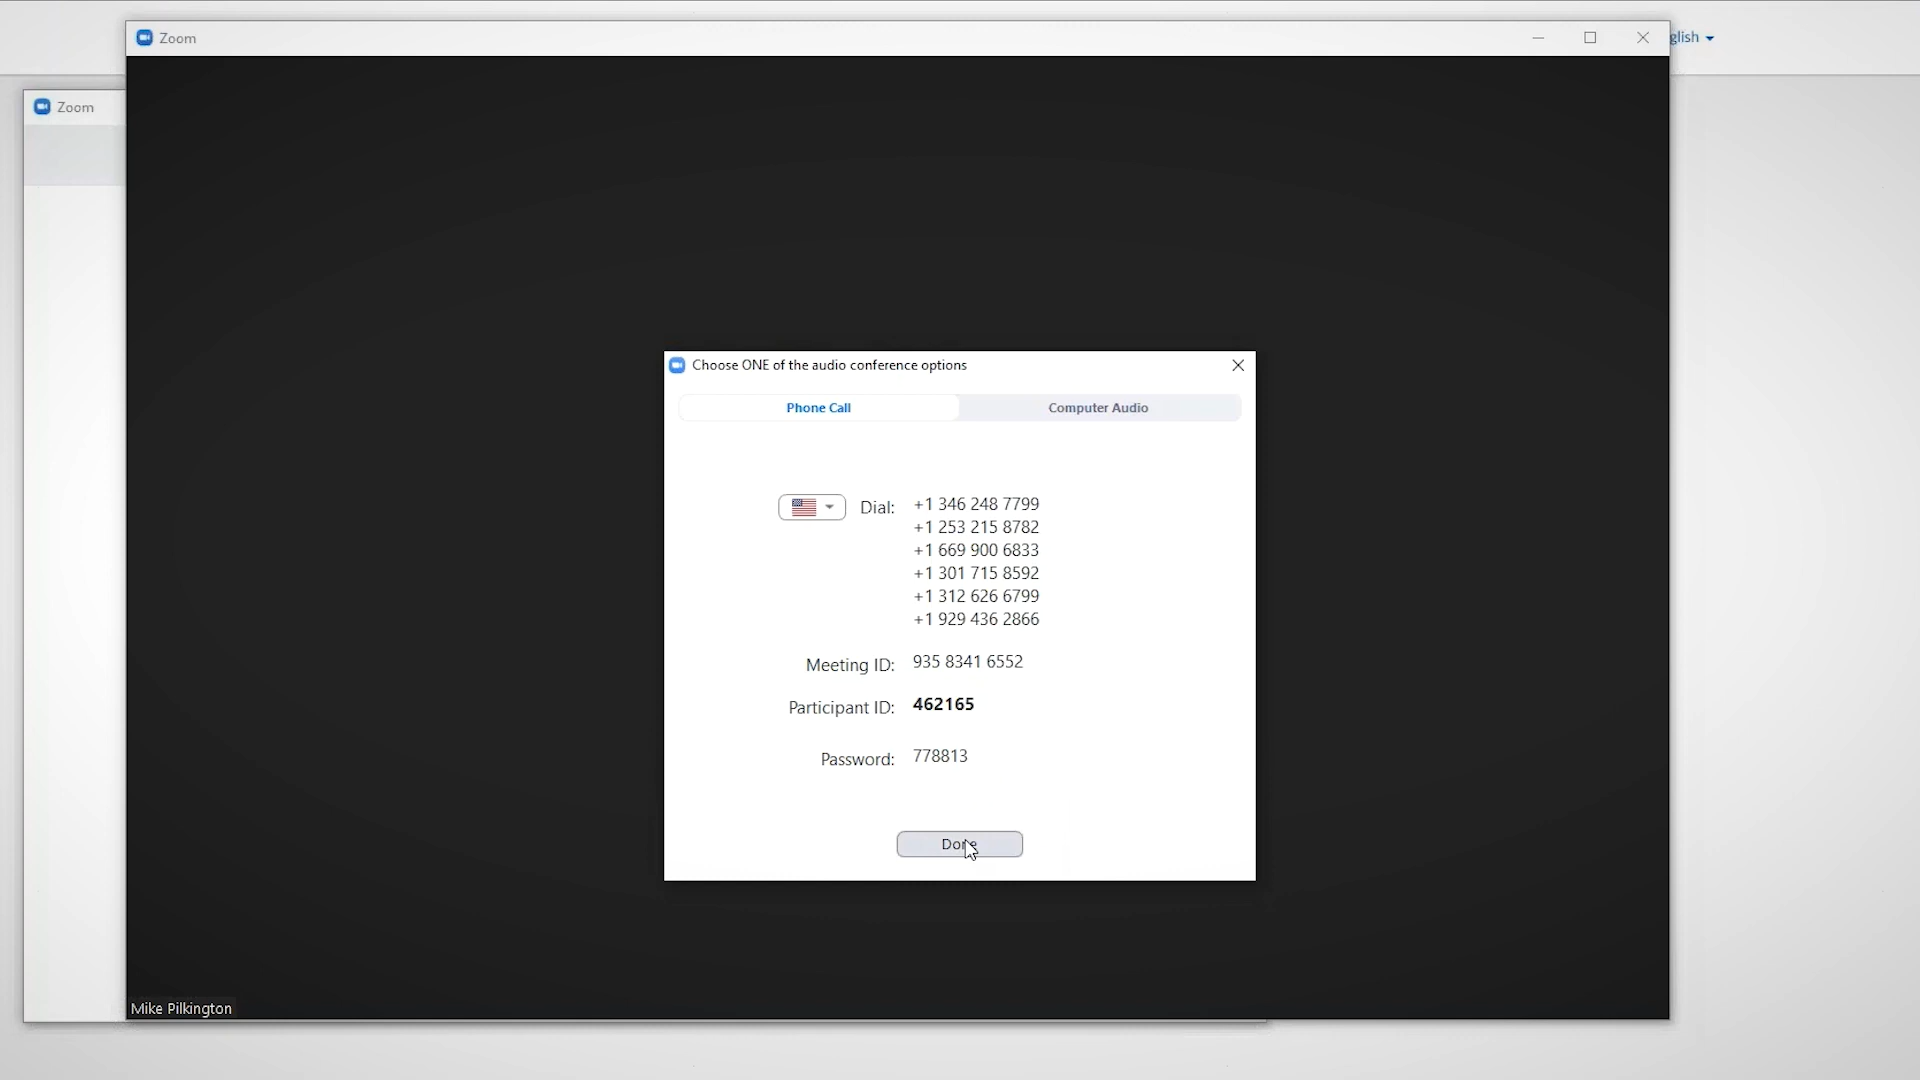 Zoom
glish
Zoom
Choose ONE of the audio conference options
Phone Call
Computer Audio
Dial:
+1 346 248 7799
+1 253 215 8782
+1 669 900 6833
+1 301 715 8592
+1 312 626 6799
+1 929 436 2866
Meeting ID: 935 8341 6552
Participant ID: 462165
Password: 778813
Done
Mike Pilkington